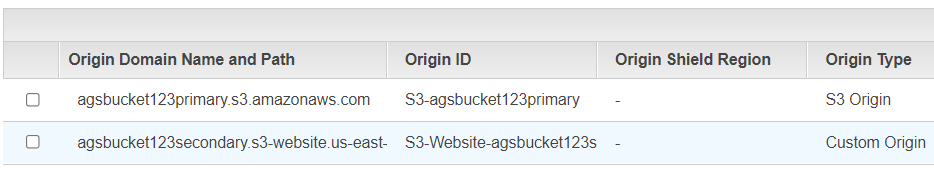 Origin Domain Name and Path Origin ID Origin Shield Region Origin Type
agsbucket123primary.s3.amazonaws.com S3-agsbucket123primary - S3 Origin
agsbucket123secondary.s3-website.us-east- S3-Website-agsbucket123s - Custom Origin